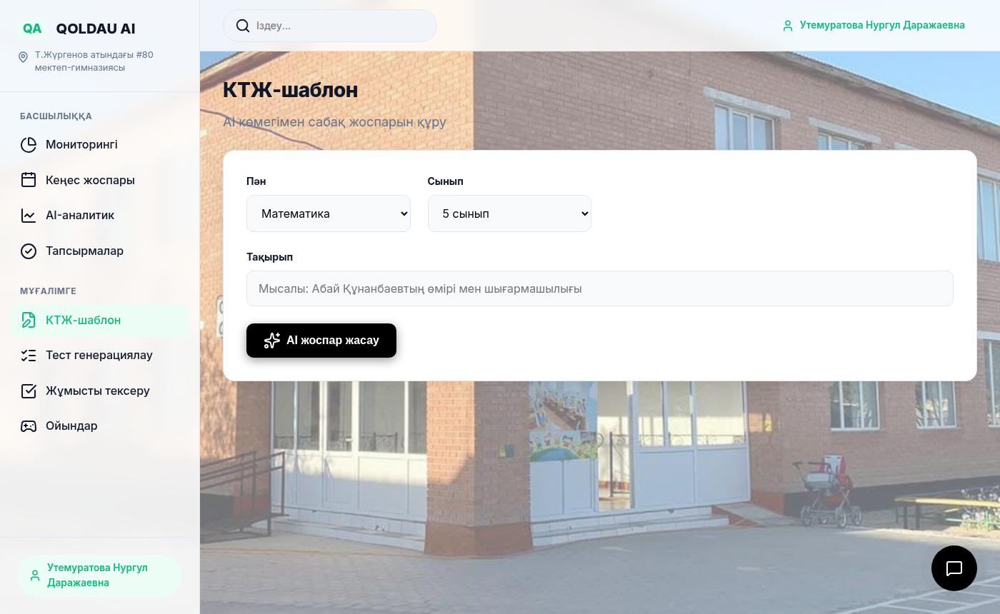 QA QOLDAU AI
Т.Жүргенов атындағы #80
мектеп-гимназиясы
БАСШЫЛЫҚҚА
Мониторингі
Кеңес жоспары
AI-аналитик
Тапсырмалар
МҰҒАЛІМГЕ
КТЖ-шаблон
Тест генерациялау
Жұмысты тексеру
Ойындар
Утемуратова Нургул
Даражаевна
Іздеу...
Утемуратова Нургул Даражаевна
КТЖ-шаблон
AI көмегімен сабақ жоспарын құру
Пән
Сынып
Математика
5 сынып
Тақырып
Мысалы: Абай Құнанбаевтың өмірі мен шығармашылығы
AI жоспар жасау